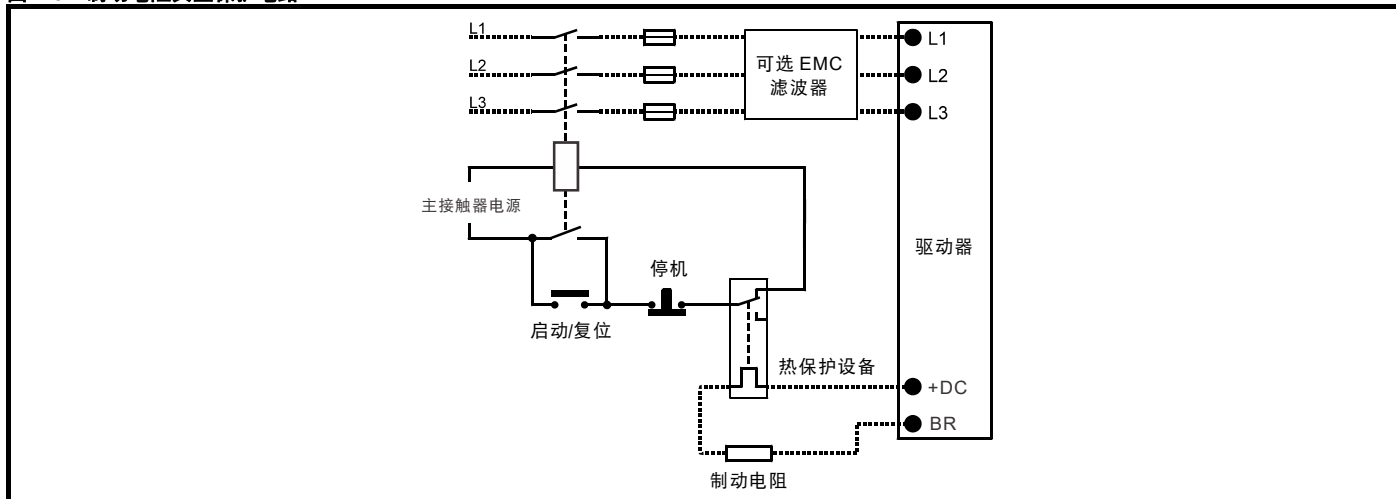 L1
L2
L3
可选 EMC
滤波器
L1
L2
L3
主接触器电源
驱动器
停机
启动/复位
热保护设备
+DC
BR
制动电阻